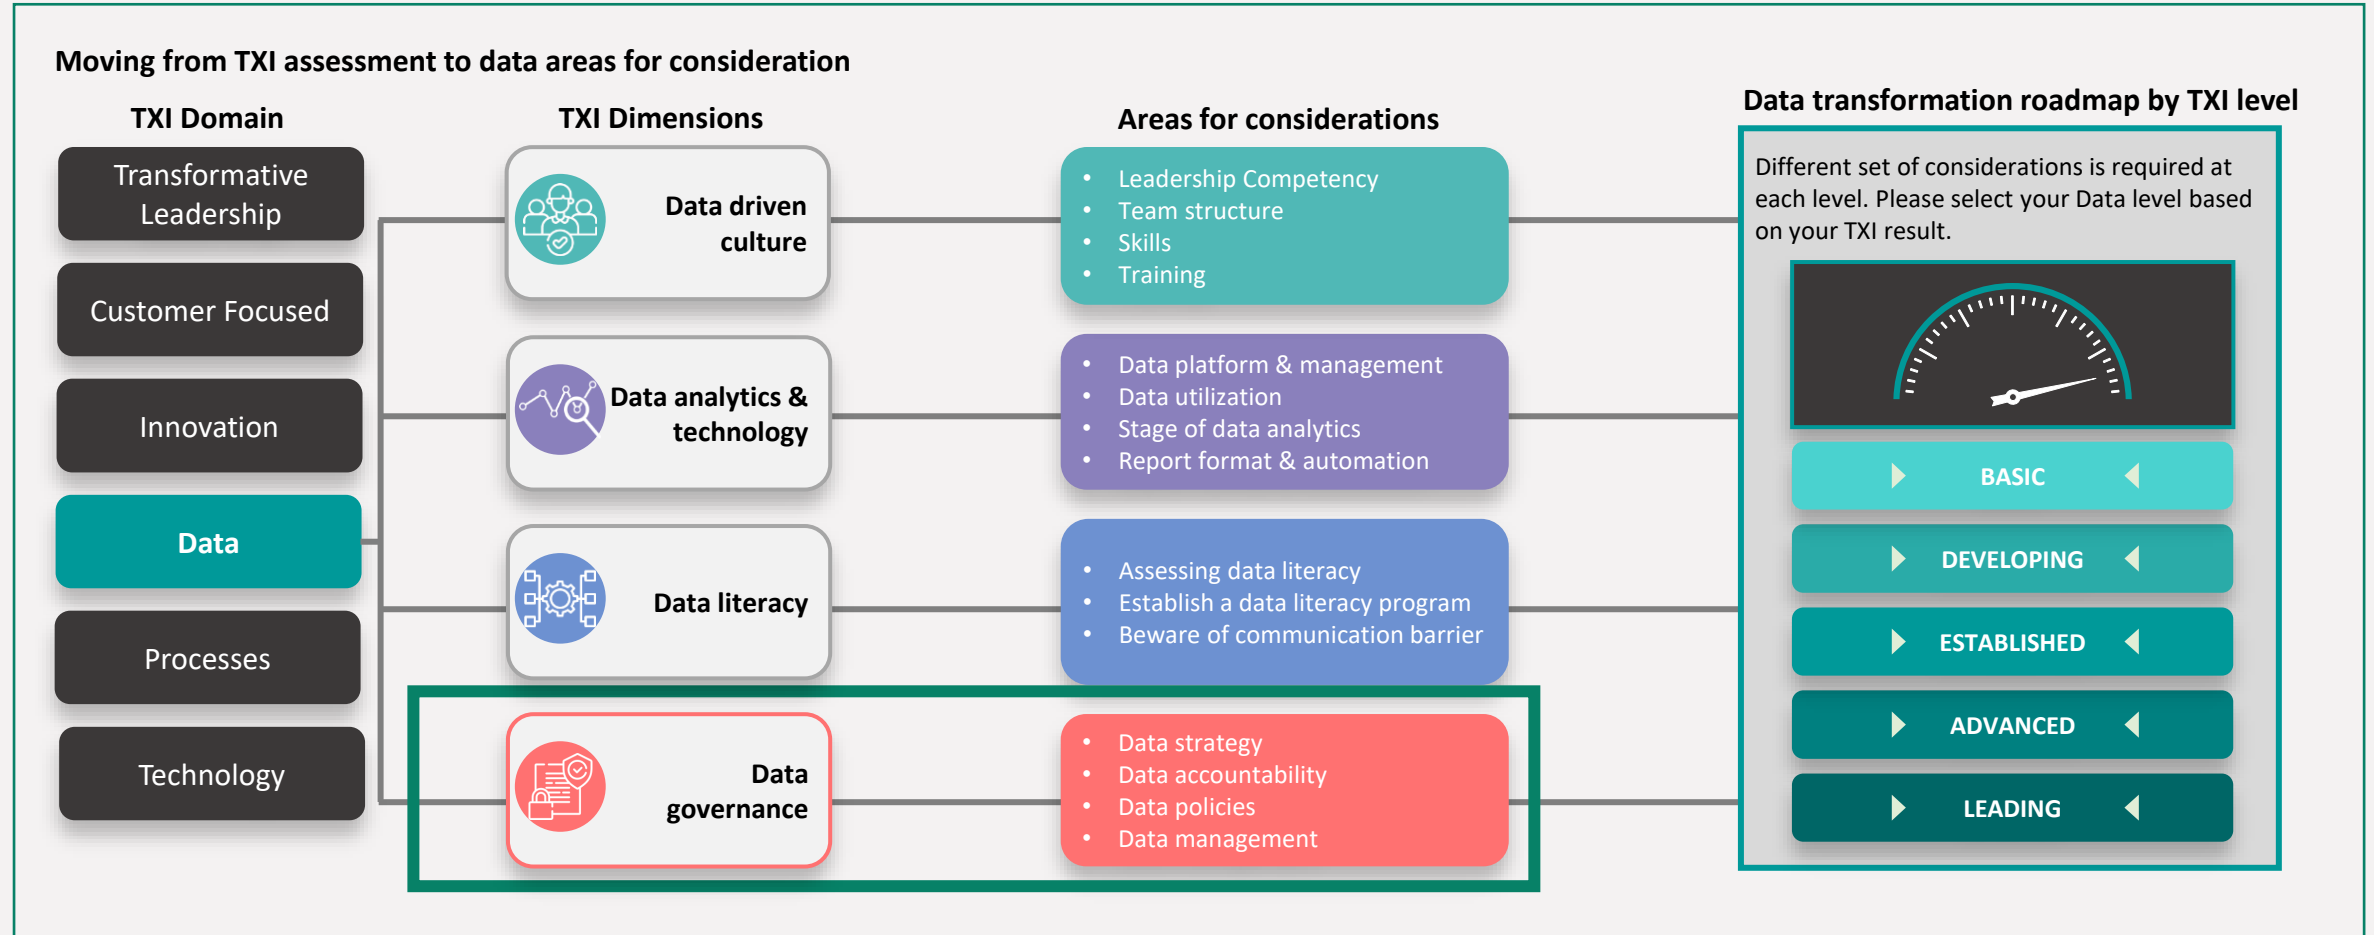 Moving from TXI assessment to data areas for consideration
TXI Domain
Transformative
Leadership
Customer Focused
Innovation
Data
Processes
Technology
TXI Dimensions
Data driven
culture
Data analytics &
technology
Data literacy
Data
governance
Areas for considerations
• Leadership Competency
• Team structure
• Skills
• Training
• Data platform & management
• Data utilization
• Stage of data analytics
• Report format & automation
• Assessing data literacy
• Establish a data literacy program
• Beware of communication barrier
• Data strategy
• Data accountability
• Data policies
• Data management
Data transformation roadmap by TXI level
Different set of considerations is required at
each level. Please select your Data level based
on your TXI result.
BASIC
DEVELOPING
ESTABLISHED
ADVANCED
LEADING